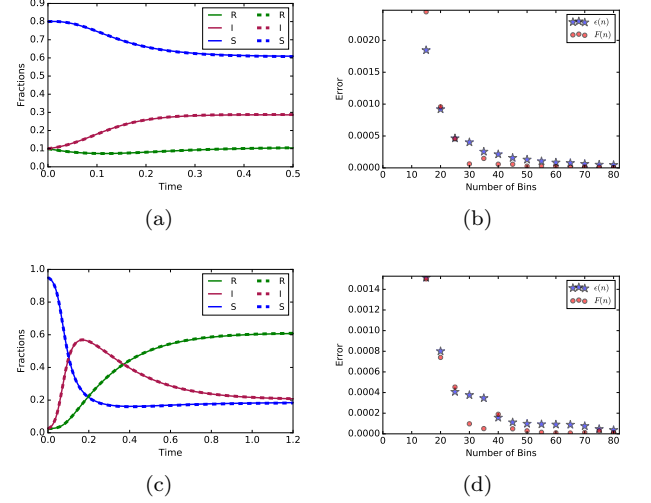 0.9
0.8
0.7
0.6
0.5
0.4
0.3
0.2
0.1
0.0
Fractions
R R
I I
S S
0.0 0.1 0.2 0.3 0.4 0.5
Time
(a)
0.0020
0.0015
0.0010
0.0005
0.0000
Error
ϵ(n)
F(n)
0 10 20 30 40 50 60 70 80
Number of Bins
(b)
1.0
0.8
0.6
0.4
0.2
0.0
Fractions
R R
I I
S S
0.0 0.2 0.4 0.6 0.8 1.0 1.2
Time
(c)
0.0014
0.0012
0.0010
0.0008
0.0006
0.0004
0.0002
0.0000
Error
ϵ(n)
F(n)
0 10 20 30 40 50 60 70 80
Number of Bins
(d)